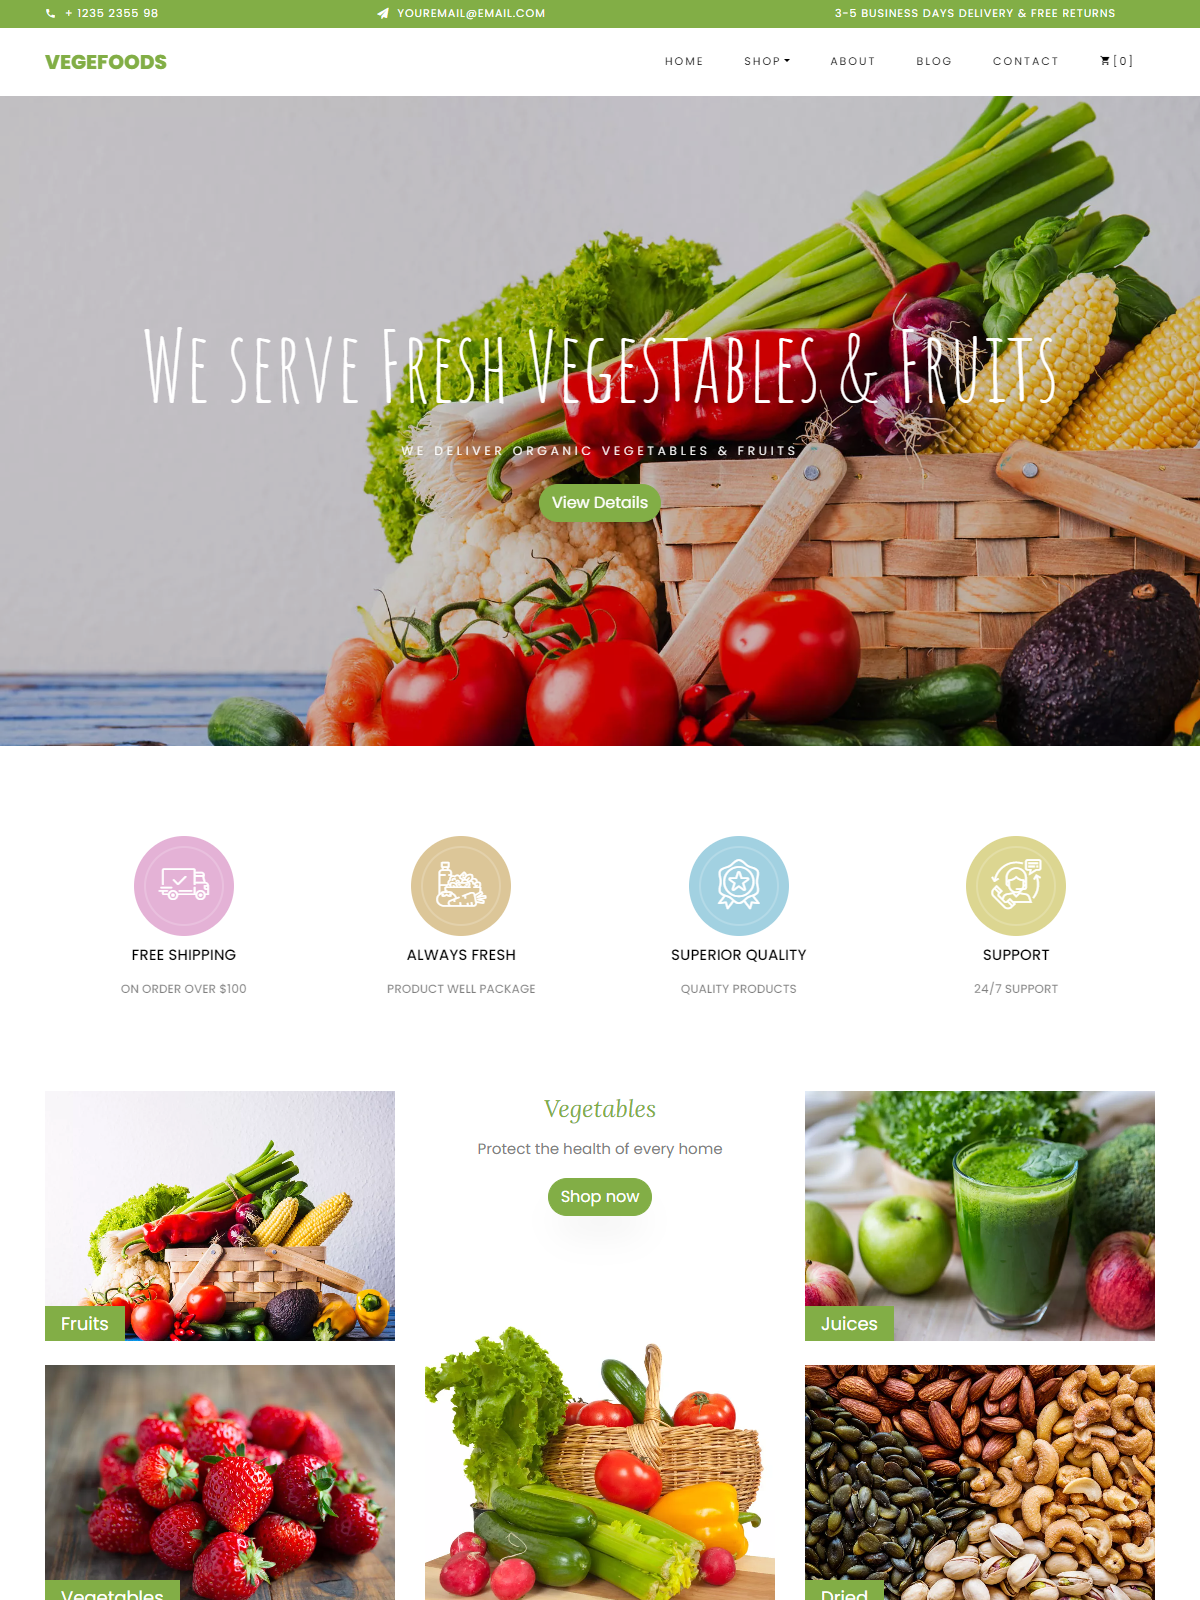 + 1235 2355 98
YOUREMAIL@EMAIL.COM
3-5 BUSINESS DAYS DELIVERY & FREE RETURNS
VEGEFOODS
HOME
SHOP
ABOUT
BLOG
CONTACT
[0]
We serve Fresh Vegestables & Fruits
WE DELIVER ORGANIC VEGETABLES & FRUITS
View Details
FREE SHIPPING
ON ORDER OVER $100
ALWAYS FRESH
PRODUCT WELL PACKAGE
SUPERIOR QUALITY
QUALITY PRODUCTS
SUPPORT
24/7 SUPPORT
Vegetables
Protect the health of every home
Shop now
Fruits
Juices
Vegetables
Dried